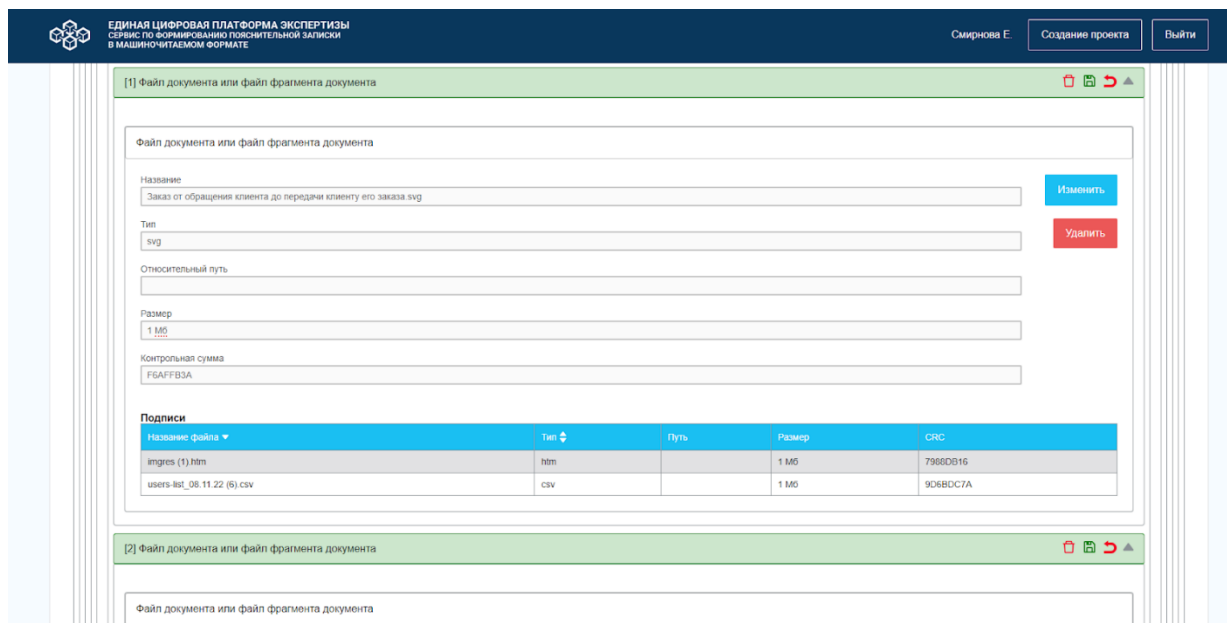 ЕДИНАЯ ЦИФРОВАЯ ПЛАТФОРМА ЭКСПЕРТИЗЫ
СЕРВИС ПО ФОРМИРОВАНИЮ ПОЯСНИТЕЛЬНОЙ ЗАПИСКИ
В МАШИНОЧИТАЕМОМ ФОРМАТЕ
Смирнова Е.
Создание проекта
Выйти
[1] Файл документа или файл фрагмента документа
Файл документа или файл фрагмента документа
Название
Заказ от обращения клиента до передачи клиенту его заказа.svg
Изменить
Тип
svg
Удалить
Относительный путь
Размер
1 Мб
Контрольная сумма
F6AFFB3A
Подписи
Название файла Тип Путь Размер CRC
imgres (1).htm htm 1 Мб 7988DB16
users-list_08.11.22 (6).csv csv 1 Мб 9D6BDC7A
[2] Файл документа или файл фрагмента документа
Файл документа или файл фрагмента документа